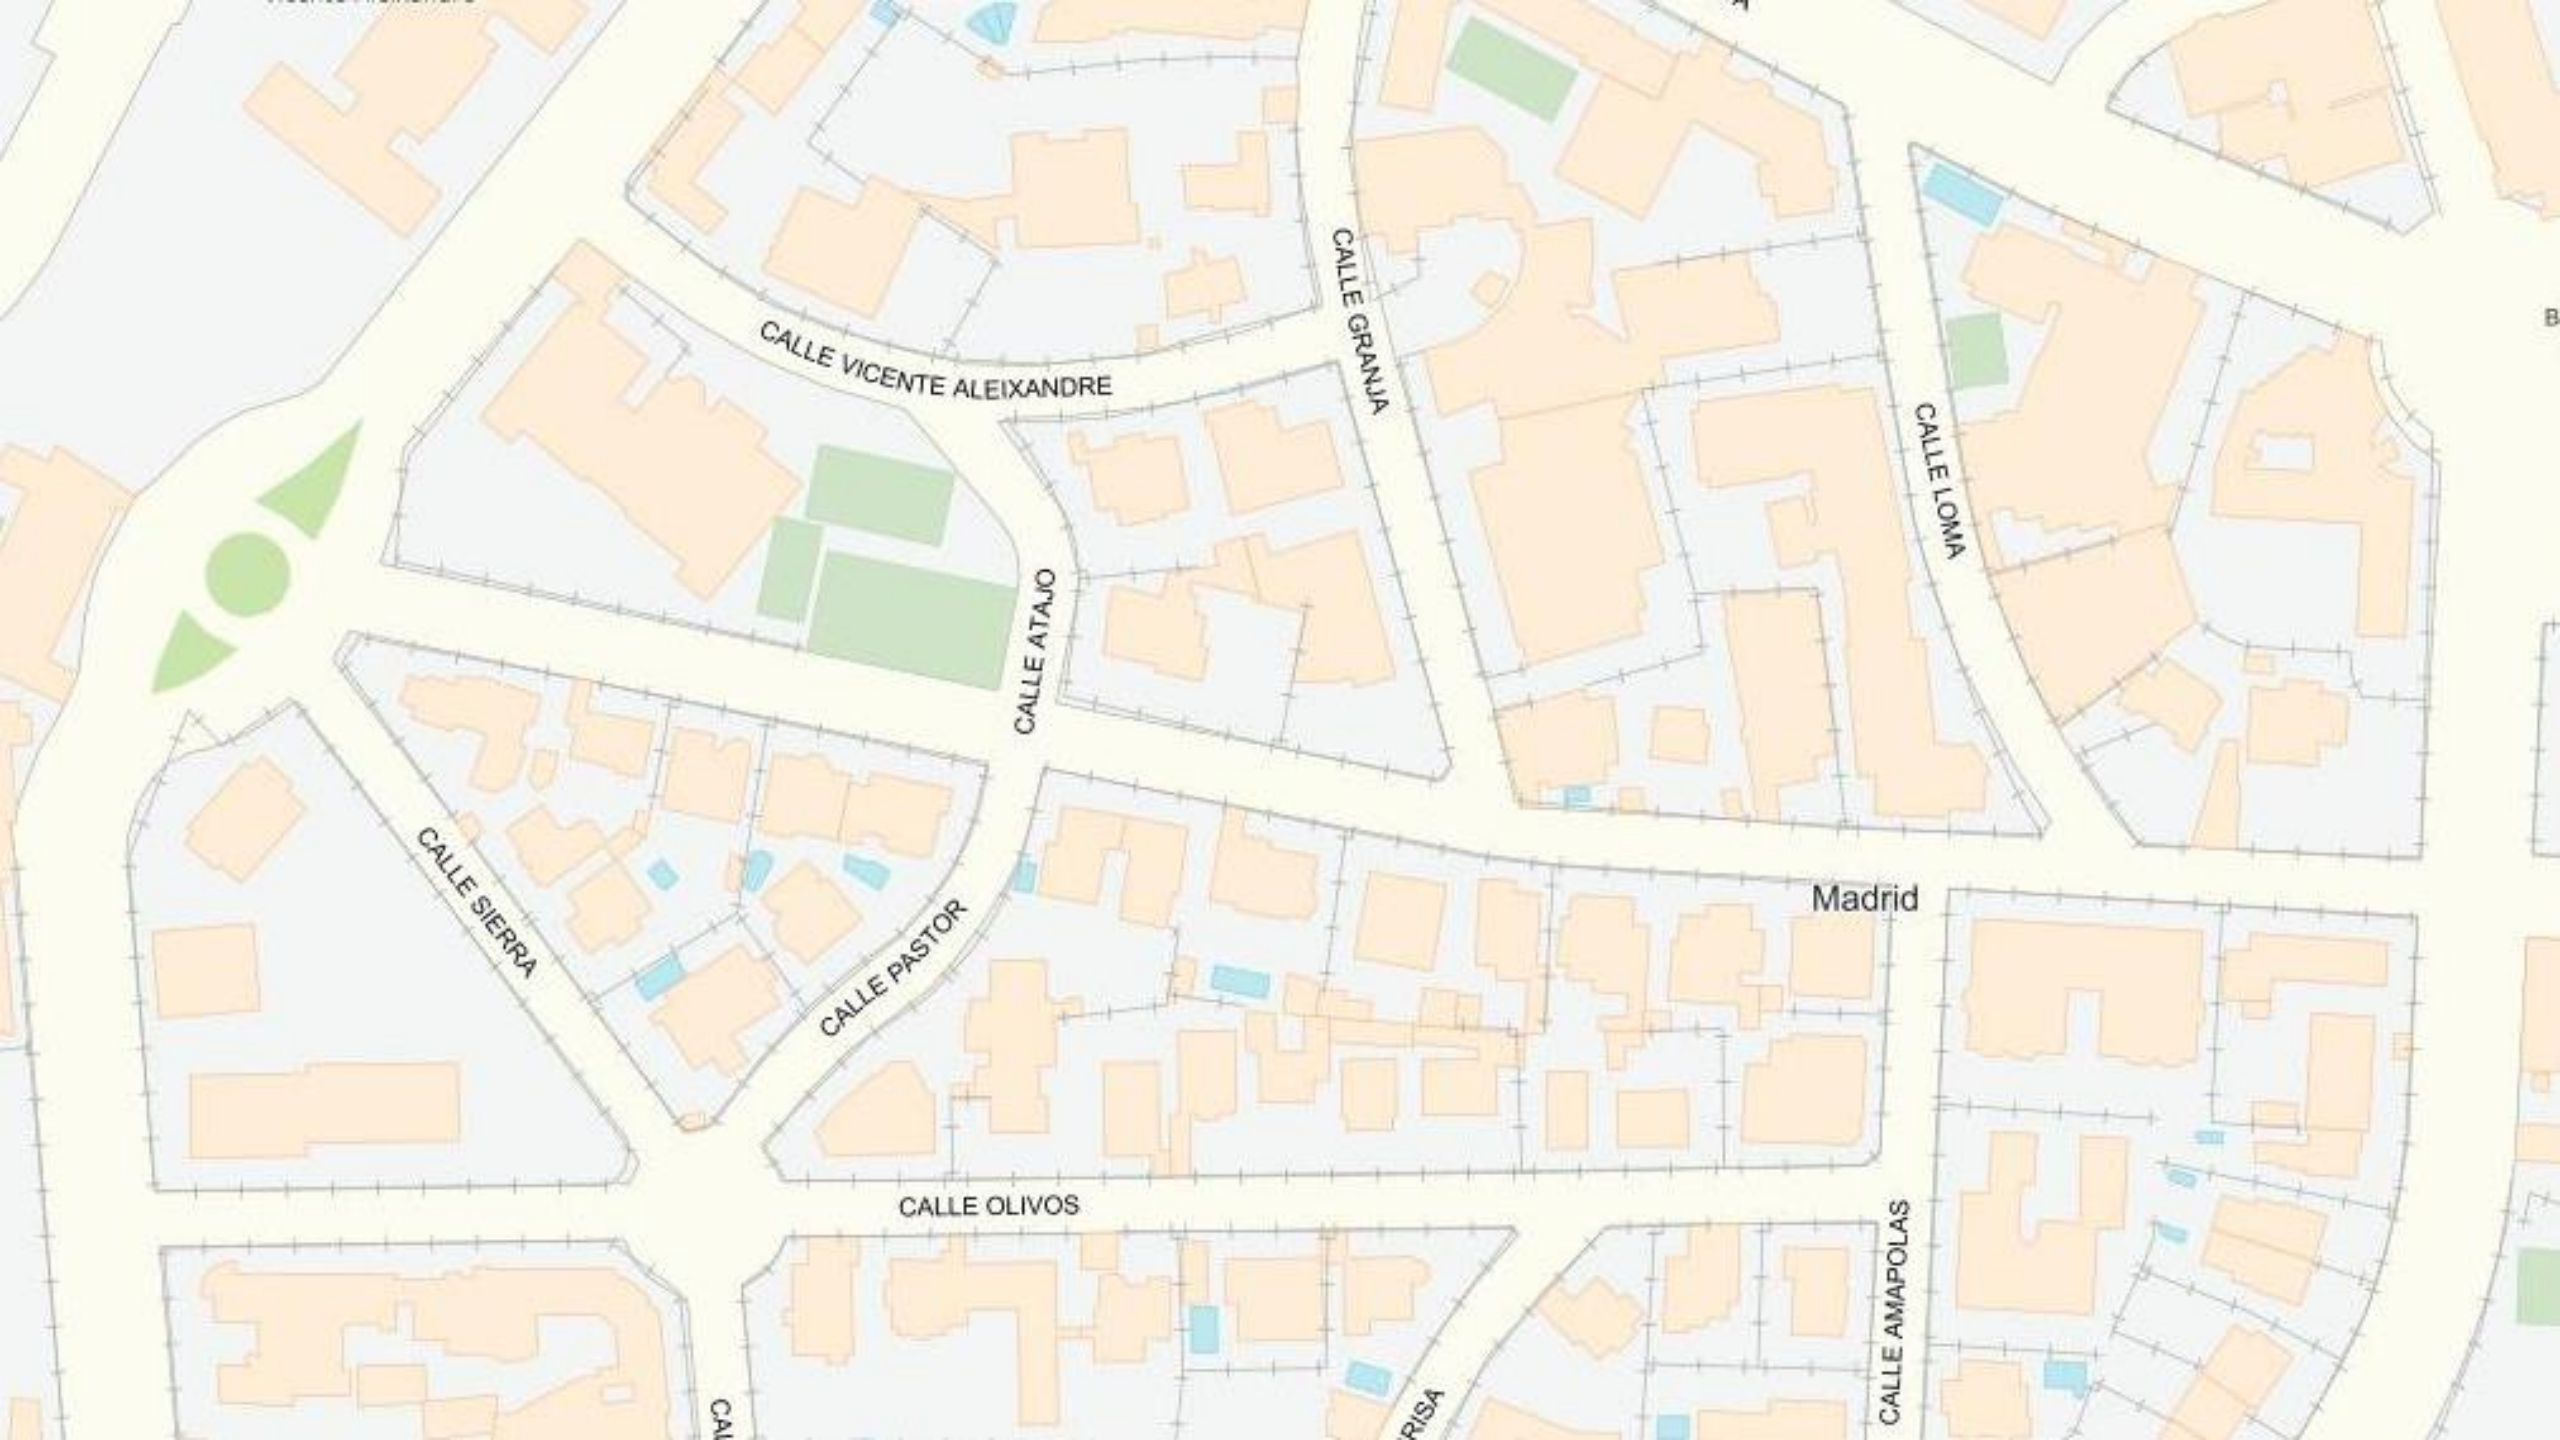 CALLE GRANJA
CALLE VICENTE ALEIXANDRE
CALLE LOMA
CALLE ATAJO
CALLE SIERRA
Madrid
CALLE PASTOR
CALLE OLIVOS
CALLE AMAPOLAS